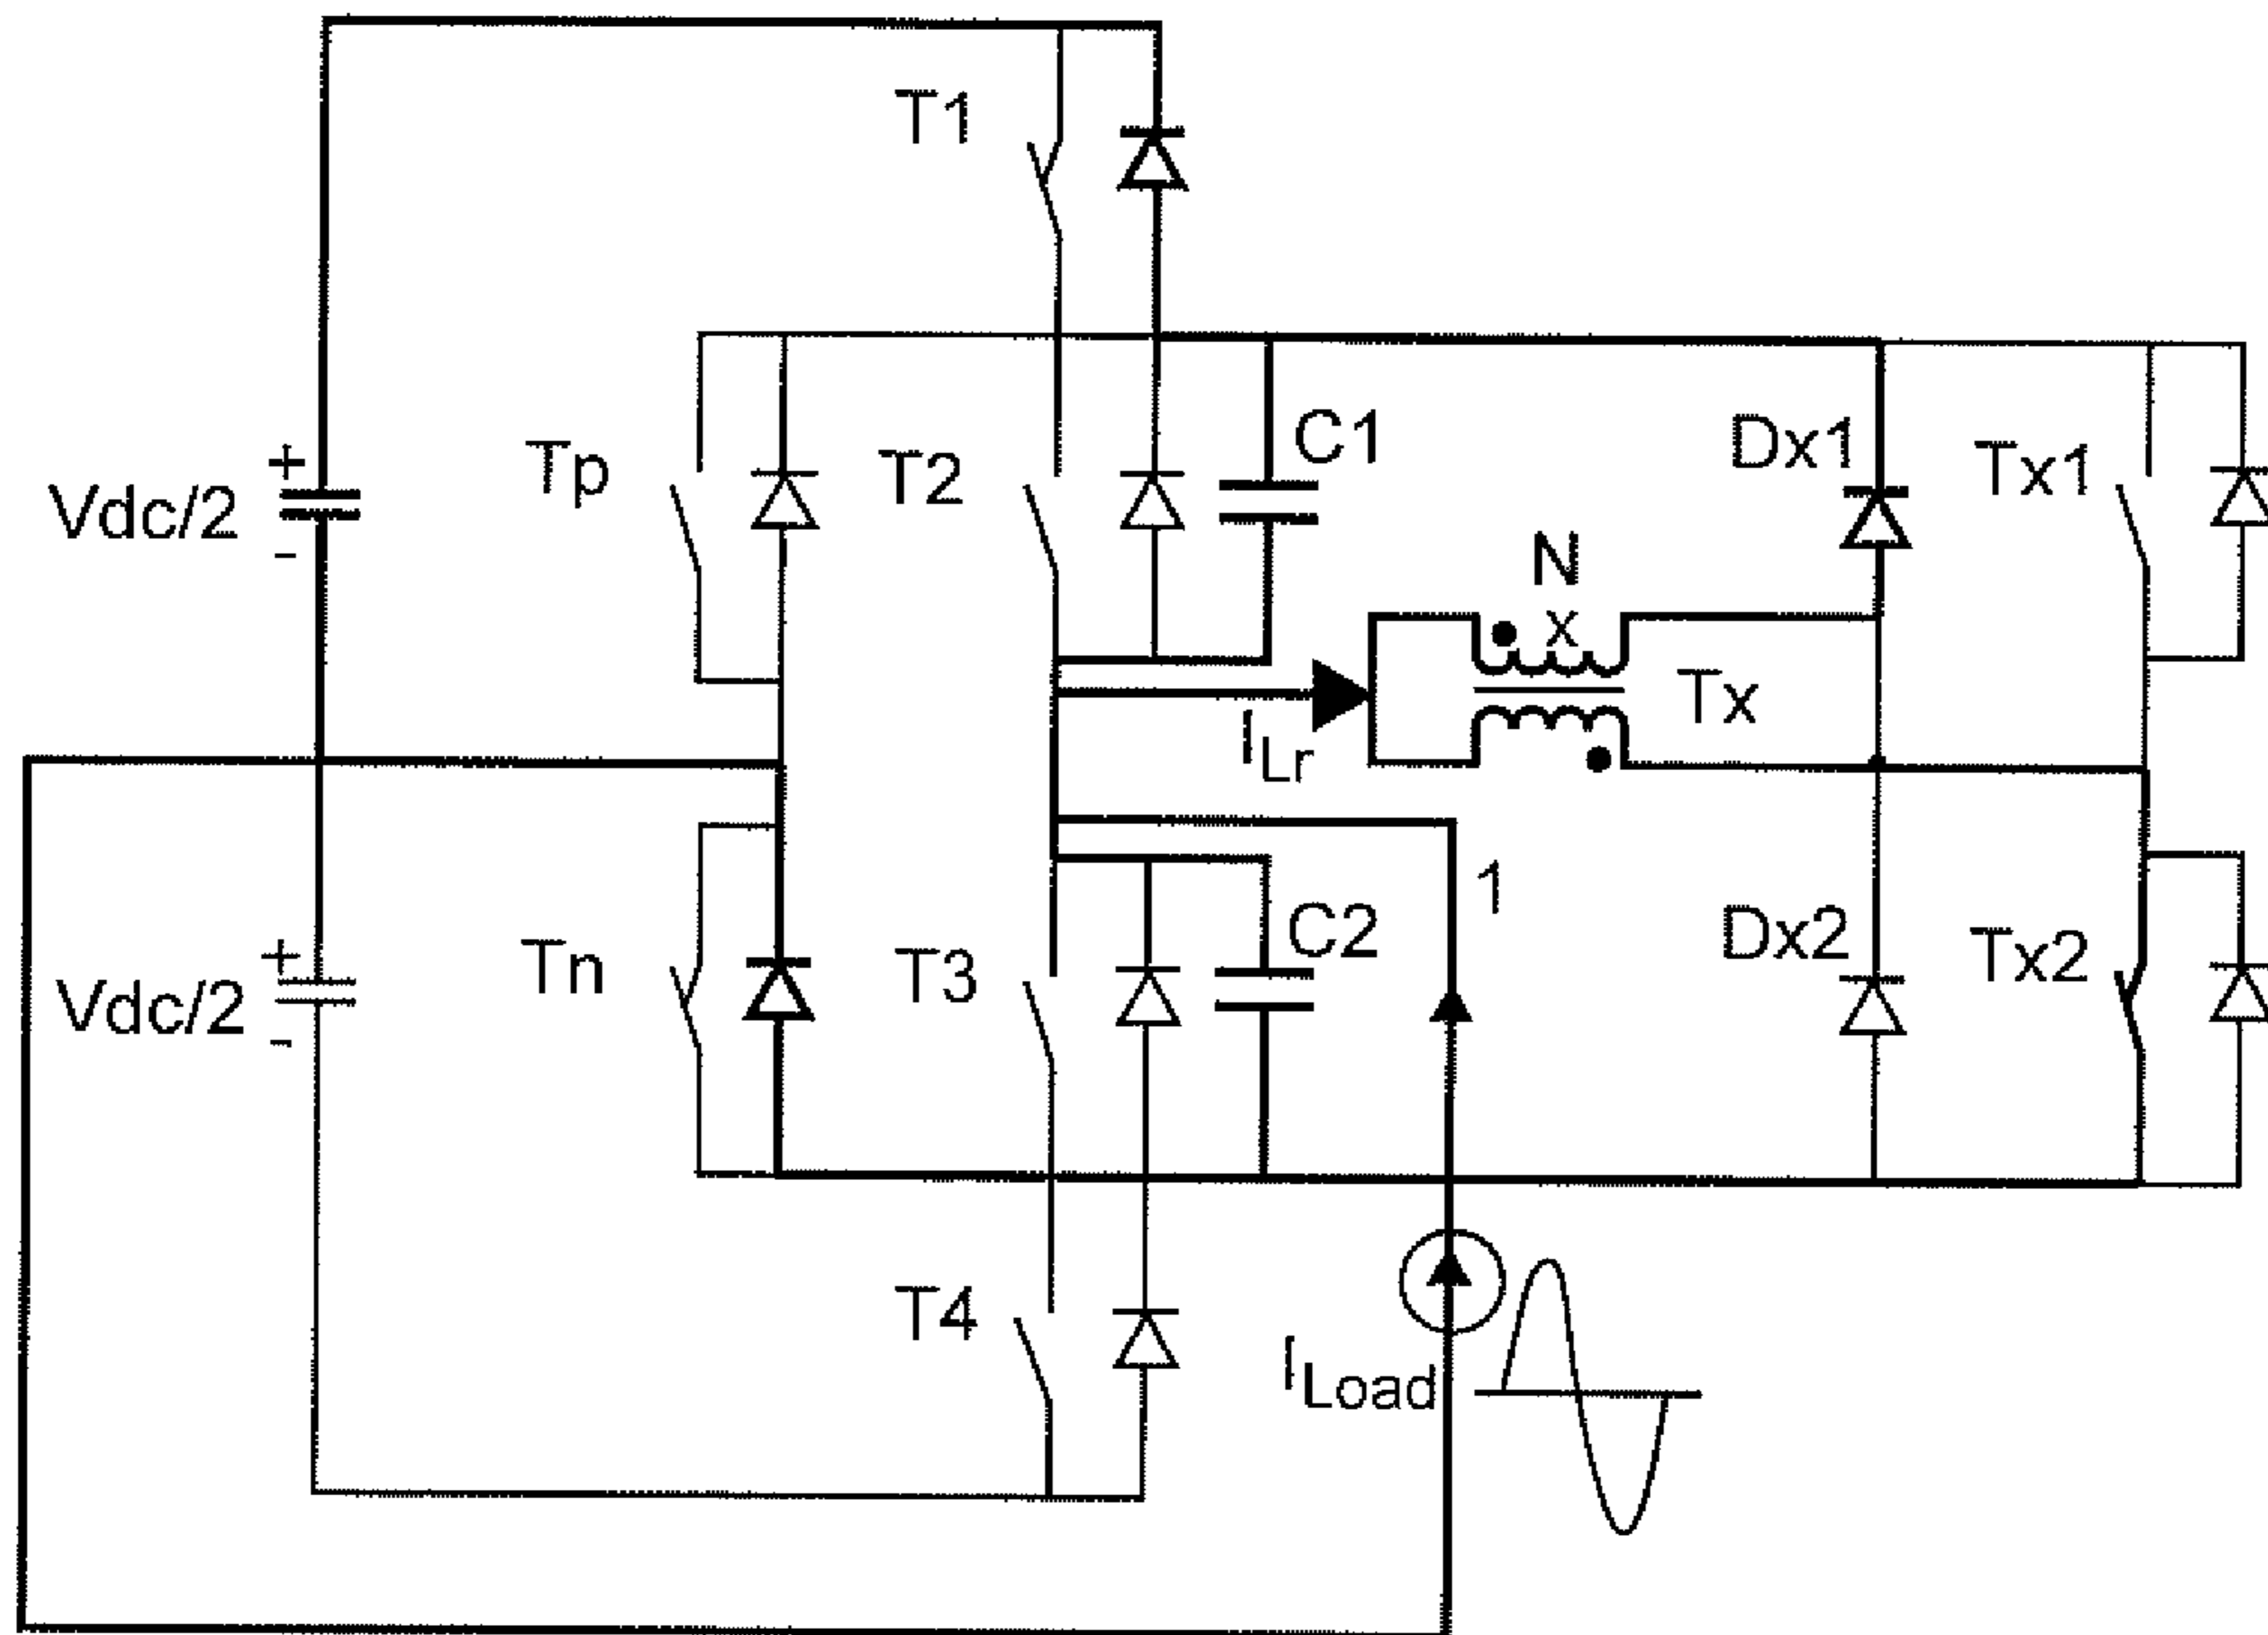 T1
Vdc/2
+
-
Tp
T2
C1
Dx1
Tx1
N
x
Tx
ILr
1
Vdc/2
+
-
Tn
T3
C2
Dx2
Tx2
T4
ILoad